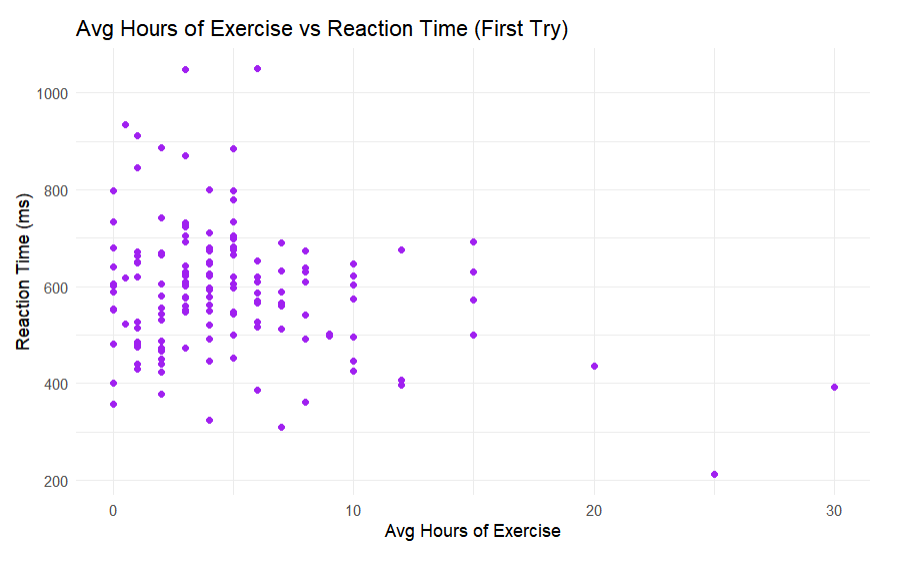 Avg Hours of Exercise vs Reaction Time (First Try)
Reaction Time (ms)
1000
800
600
400
200
0 10 20 30
Avg Hours of Exercise